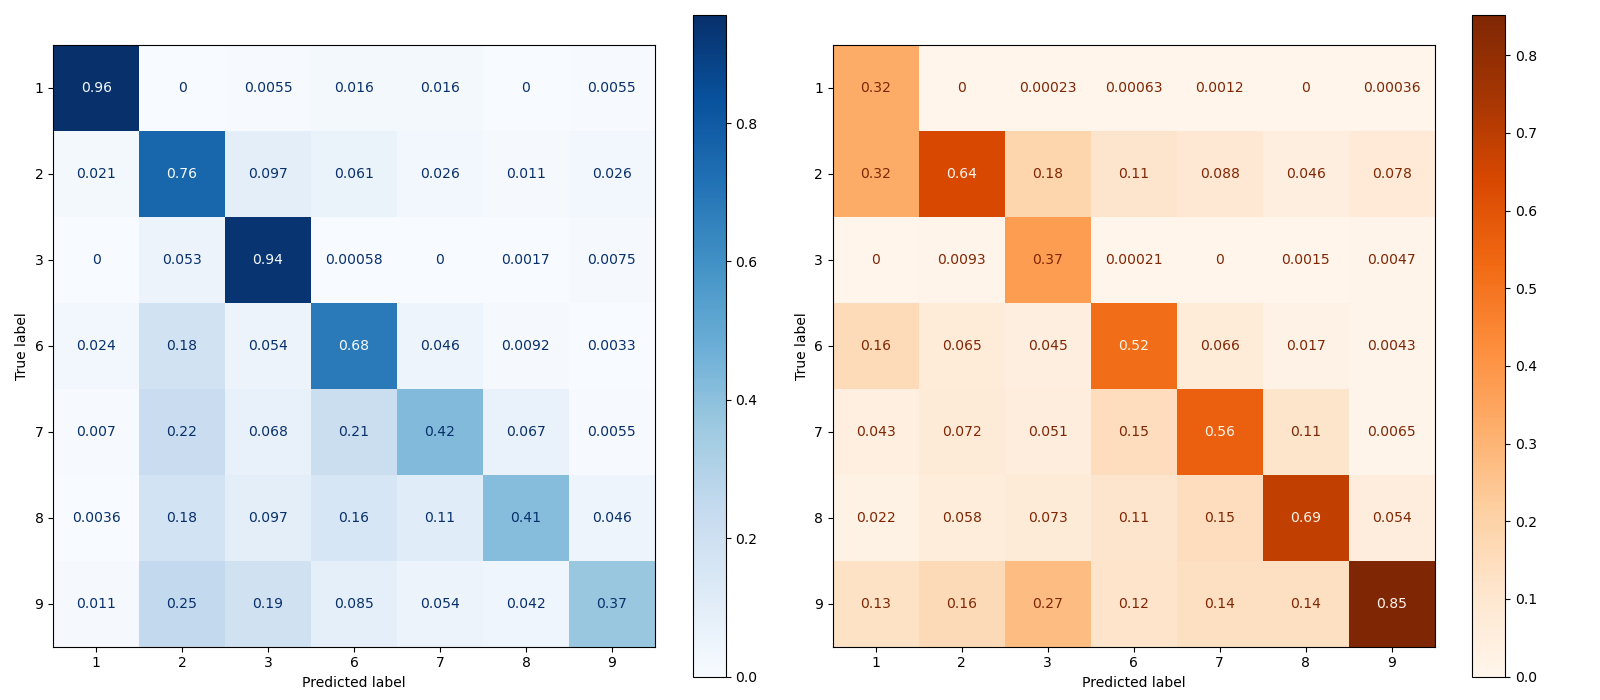 1 0.96 0 0.0055 0.016 0.016 0 0.0055
2 0.021 0.76 0.097 0.061 0.026 0.011 0.026
3 0 0.053 0.94 0.00058 0 0.0017 0.0075
6 0.024 0.18 0.054 0.68 0.046 0.0092 0.0033
7 0.007 0.22 0.068 0.21 0.42 0.067 0.0055
8 0.0036 0.18 0.097 0.16 0.11 0.41 0.046
9 0.011 0.25 0.19 0.085 0.054 0.042 0.37
1 2 3 6 7 8 9
True label
Predicted label
0.8
0.6
0.4
0.2
0.0
1 0.32 0 0.00023 0.00063 0.0012 0 0.00036
2 0.32 0.64 0.18 0.11 0.088 0.046 0.078
3 0 0.0093 0.37 0.00021 0 0.0015 0.0047
6 0.16 0.065 0.045 0.52 0.066 0.017 0.0043
7 0.043 0.072 0.051 0.15 0.56 0.11 0.0065
8 0.022 0.058 0.073 0.11 0.15 0.69 0.054
9 0.13 0.16 0.27 0.12 0.14 0.14 0.85
1 2 3 6 7 8 9
True label
Predicted label
0.8
0.7
0.6
0.5
0.4
0.3
0.2
0.1
0.0